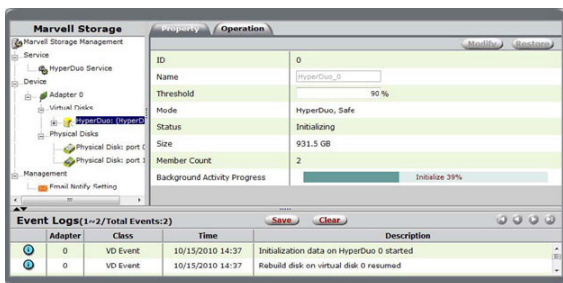 Marvell Storage
Property
Operation
Marvell Storage Management
Modify
Restore
Service
HyperDuo Service
Device
Adapter 0
Virtual Disks
HyperDuo: (HyperD
Physical Disks
Physical Disk: port 0
Physical Disk: port 1
Management
Email Notify Setting
ID 0
Name HyperDuo_0
Threshold 90 %
Mode HyperDuo, Safe
Status Initializing
Size 931.5 GB
Member Count 2
Background Activity Progress Initialize 39%
Event Logs(1~2/Total Events:2) Save Clear
Adapter Class Time Description
0 VD Event 10/15/2010 14:37 Initialization data on HyperDuo 0 started
0 VD Event 10/15/2010 14:37 Rebuild disk on virtual disk 0 resumed